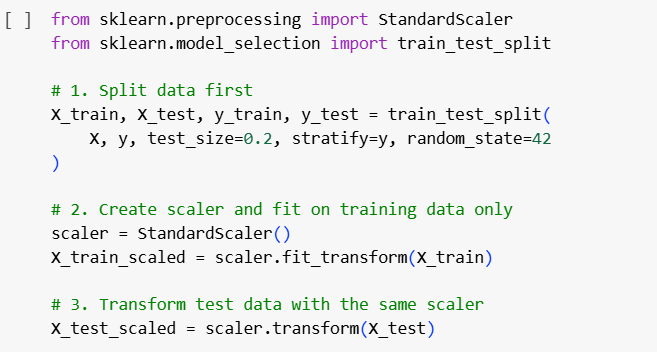 [ ] from sklearn.preprocessing import StandardScaler
from sklearn.model_selection import train_test_split
# 1. Split data first
X_train, X_test, y_train, y_test = train_test_split(
X, y, test_size=0.2, stratify=y, random_state=42
)
# 2. Create scaler and fit on training data only
scaler = StandardScaler()
X_train_scaled = scaler.fit_transform(X_train)
# 3. Transform test data with the same scaler
X_test_scaled = scaler.transform(X_test)